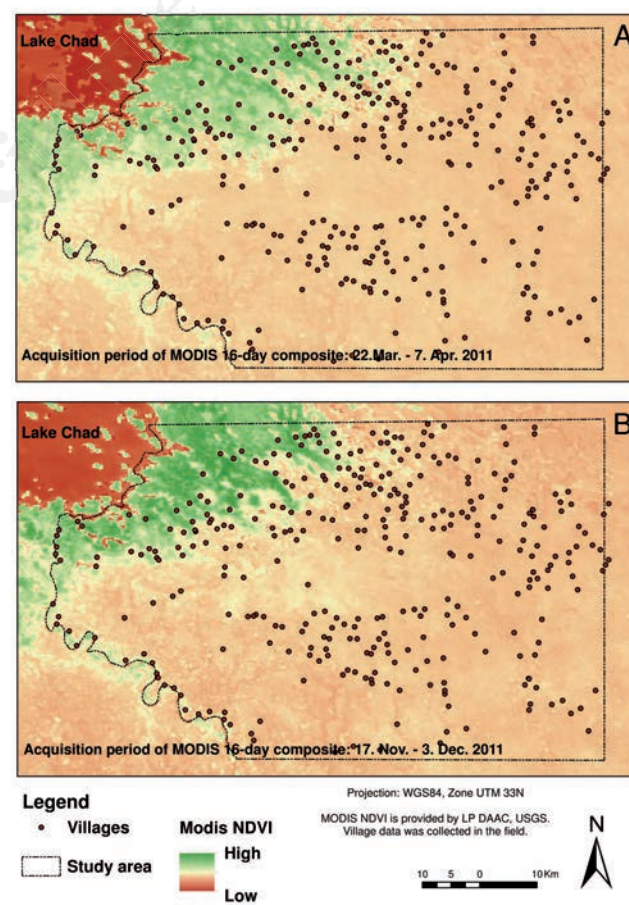 A
Lake Chad
Acquisition period of MODIS 16-day composite: 22.Mar. - 7. Apr. 2011
B
Lake Chad
Acquisition period of MODIS 16-day composite: 17. Nov. - 3. Dec. 2011
Legend
Villages
Study area
Modis NDVI
High
Low
Projection: WGS84, Zone UTM 33N
MODIS NDVI is provided by LP DAAC, USGS.
Village data was collected in the field.
N
10 5 0 10 Km